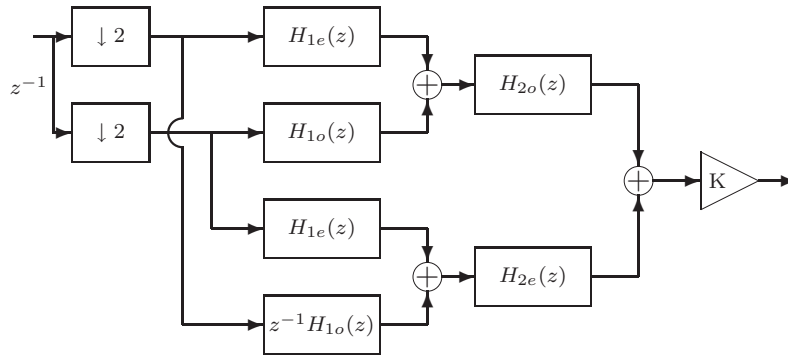 ↓ 2
H_{1e}(z)
z^{-1}
H_{2o}(z)
↓ 2
H_{1o}(z)
K
H_{1e}(z)
H_{2e}(z)
z^{-1}H_{1o}(z)